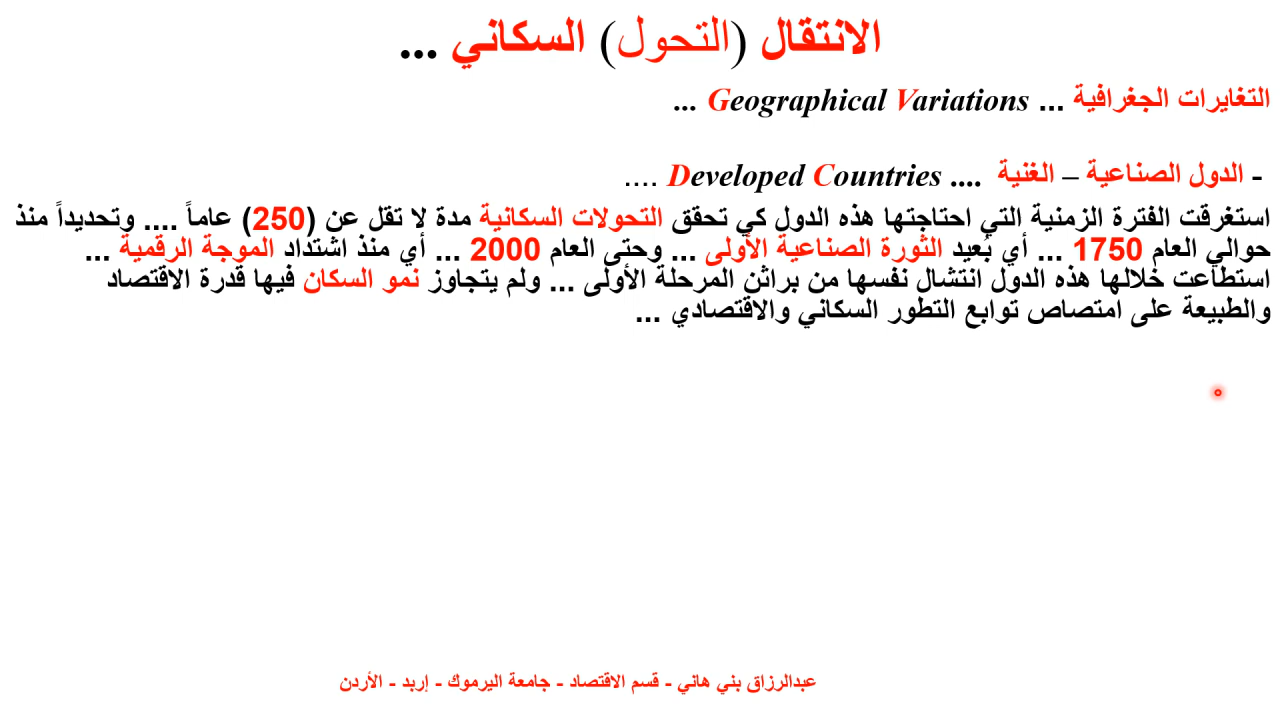 الانتقال (التحول) السكاني ...
التغايرات الجغرافية ... Geographical Variations ...
- الدول الصناعية – الغنية .... Developed Countries ....
استغرقت الفترة الزمنية التي احتاجتها هذه الدول كي تحقق التحولات السكانية مدة لا تقل عن (250) عاماً .... وتحديداً منذ
حوالي العام 1750 ... أي بُعيد الثورة الصناعية الأولى ... وحتى العام 2000 ... أي منذ اشتداد الموجة الرقمية ...
استطاعت خلالها هذه الدول انتشال نفسها من براثن المرحلة الأولى ... ولم يتجاوز نمو السكان فيها قدرة الاقتصاد
والطبيعة على امتصاص توابع التطور السكاني والاقتصادي ...
عبدالرزاق بني هاني - قسم الاقتصاد - جامعة اليرموك - إربد - الأردن